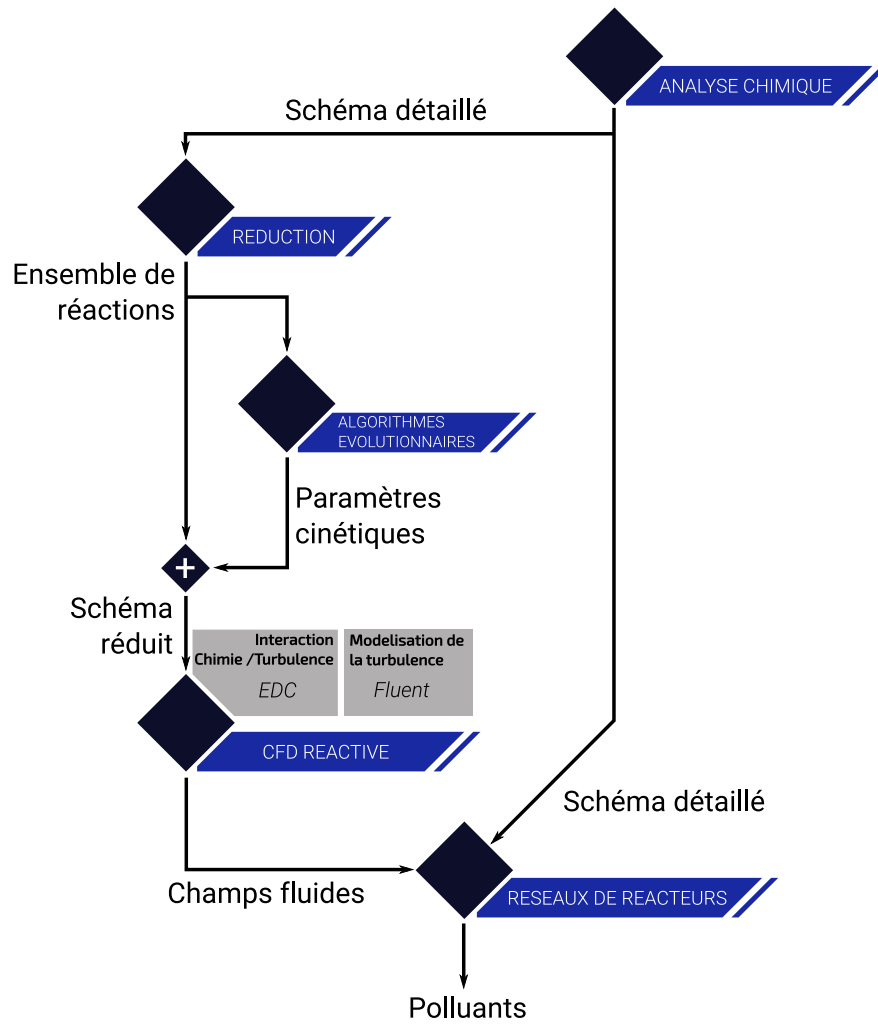 ANALYSE CHIMIQUE
Schéma détaillé
REDUCTION
Ensemble de
réactions
ALGORITHMES
EVOLUTIONNAIRES
Paramètres
cinétiques
+
Schéma
réduit
Interaction
Chimie /Turbulence
EDC
Modelisation de
la turbulence
Fluent
CFD REACTIVE
Schéma détaillé
Champs fluides
RESEAUX DE REACTEURS
Polluants